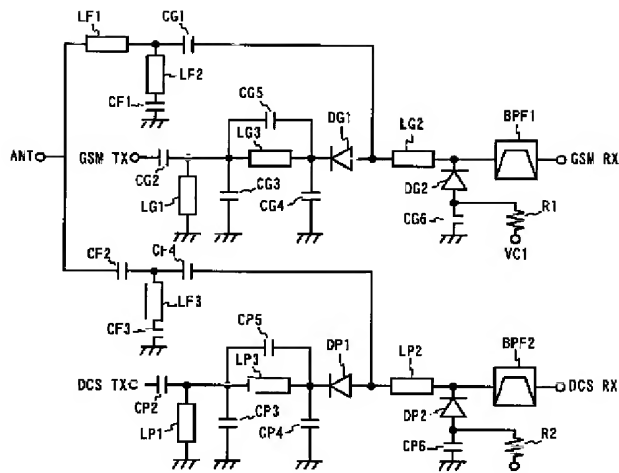 LF1 CG1
LF2
CF1
CG5
DG1
BPF1
LG3 LG2
ANT GSM TX GSM RX
CG2 DG2
CG3
LG1 CG4 CG6 R1
VC1
CF2 CF4
LF3
CF3
CP5
DP1 BPF2
LP3 LP2
DCS TX DCS RX
CP2 DP2
CP3
LP1 CP4 CP6 R2